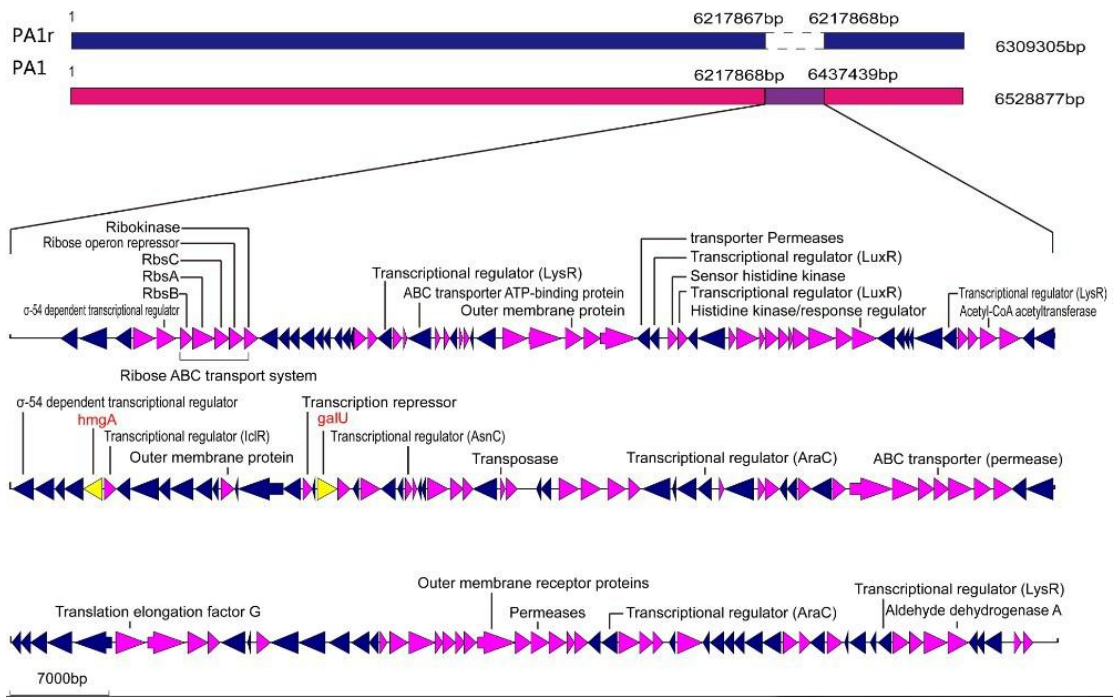 1
6217867bp
6217868bp
PA1r
6309305bp
PA1
1
6217868bp
6437439bp
6528877bp
Ribokinase
Ribose operon repressor
RbsC
RbsA
RbsB
σ-54 dependent transcriptional regulator
Transcriptional regulator (LysR)
ABC transporter ATP-binding protein
Outer membrane protein
transporter Permeases
Transcriptional regulator (LuxR)
Sensor histidine kinase
Transcriptional regulator (LuxR)
Histidine kinase/response regulator
Transcriptional regulator (LysR)
Acetyl-CoA acetyltransferase
Ribose ABC transport system
σ-54 dependent transcriptional regulator
hmgA
Transcriptional regulator (IclR)
Outer membrane protein
Transcription repressor
galU
Transcriptional regulator (AsnC)
Transposase
Transcriptional regulator (AraC)
ABC transporter (permease)
Translation elongation factor G
Outer membrane receptor proteins
Permeases
Transcriptional regulator (AraC)
Transcriptional regulator (LysR)
Aldehyde dehydrogenase A
7000bp